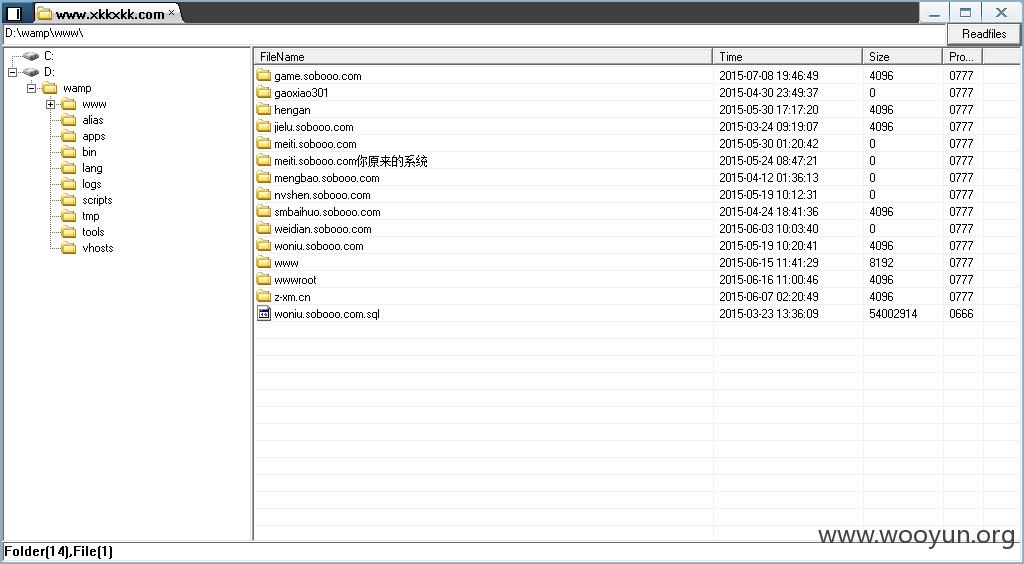 www.xkkxkk.com ×
D:\wamp\www\
Readfiles
C:
D:
wamp
www
alias
apps
bin
lang
logs
scripts
tmp
tools
vhosts
FileName Time Size Pro...
game.sobooo.com 2015-07-08 19:46:49 4096 0777
gaoxiao301 2015-04-30 23:49:37 0 0777
hengan 2015-05-30 17:17:20 4096 0777
jielu.sobooo.com 2015-03-24 09:19:07 4096 0777
meiti.sobooo.com 2015-05-30 01:20:42 0 0777
meiti.sobooo.com你原来的系统 2015-05-24 08:47:21 0 0777
mengbao.sobooo.com 2015-04-12 01:36:13 0 0777
nvshen.sobooo.com 2015-05-19 10:12:31 0 0777
smbaihuo.sobooo.com 2015-04-24 18:41:36 4096 0777
weidian.sobooo.com 2015-06-03 10:03:40 0 0777
woniu.sobooo.com 2015-05-19 10:20:41 4096 0777
www 2015-06-15 11:41:29 8192 0777
wwwroot 2015-06-16 11:00:46 4096 0777
z-xm.cn 2015-06-07 02:20:49 4096 0777
woniu.sobooo.com.sql 2015-03-23 13:36:09 54002914 0666
www.wooyun.org
Folder(14),File(1)